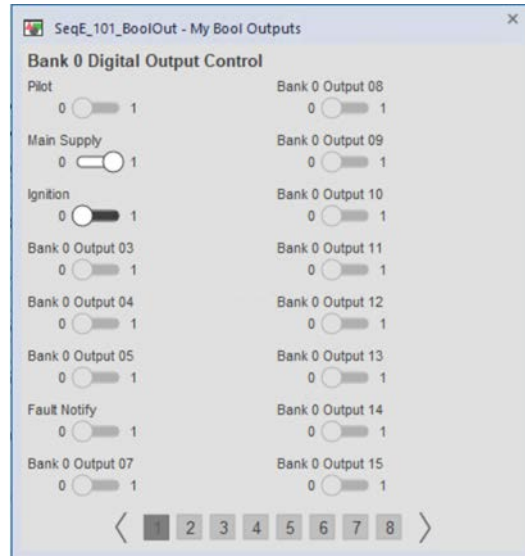 SeqE_101_BoolOut - My Bool Outputs
Bank 0 Digital Output Control
Pilot
0 1
Main Supply
0 1
Ignition
0 1
Bank 0 Output 03
0 1
Bank 0 Output 04
0 1
Bank 0 Output 05
0 1
Fault Notify
0 1
Bank 0 Output 07
0 1
Bank 0 Output 08
0 1
Bank 0 Output 09
0 1
Bank 0 Output 10
0 1
Bank 0 Output 11
0 1
Bank 0 Output 12
0 1
Bank 0 Output 13
0 1
Bank 0 Output 14
0 1
Bank 0 Output 15
0 1
1 2 3 4 5 6 7 8